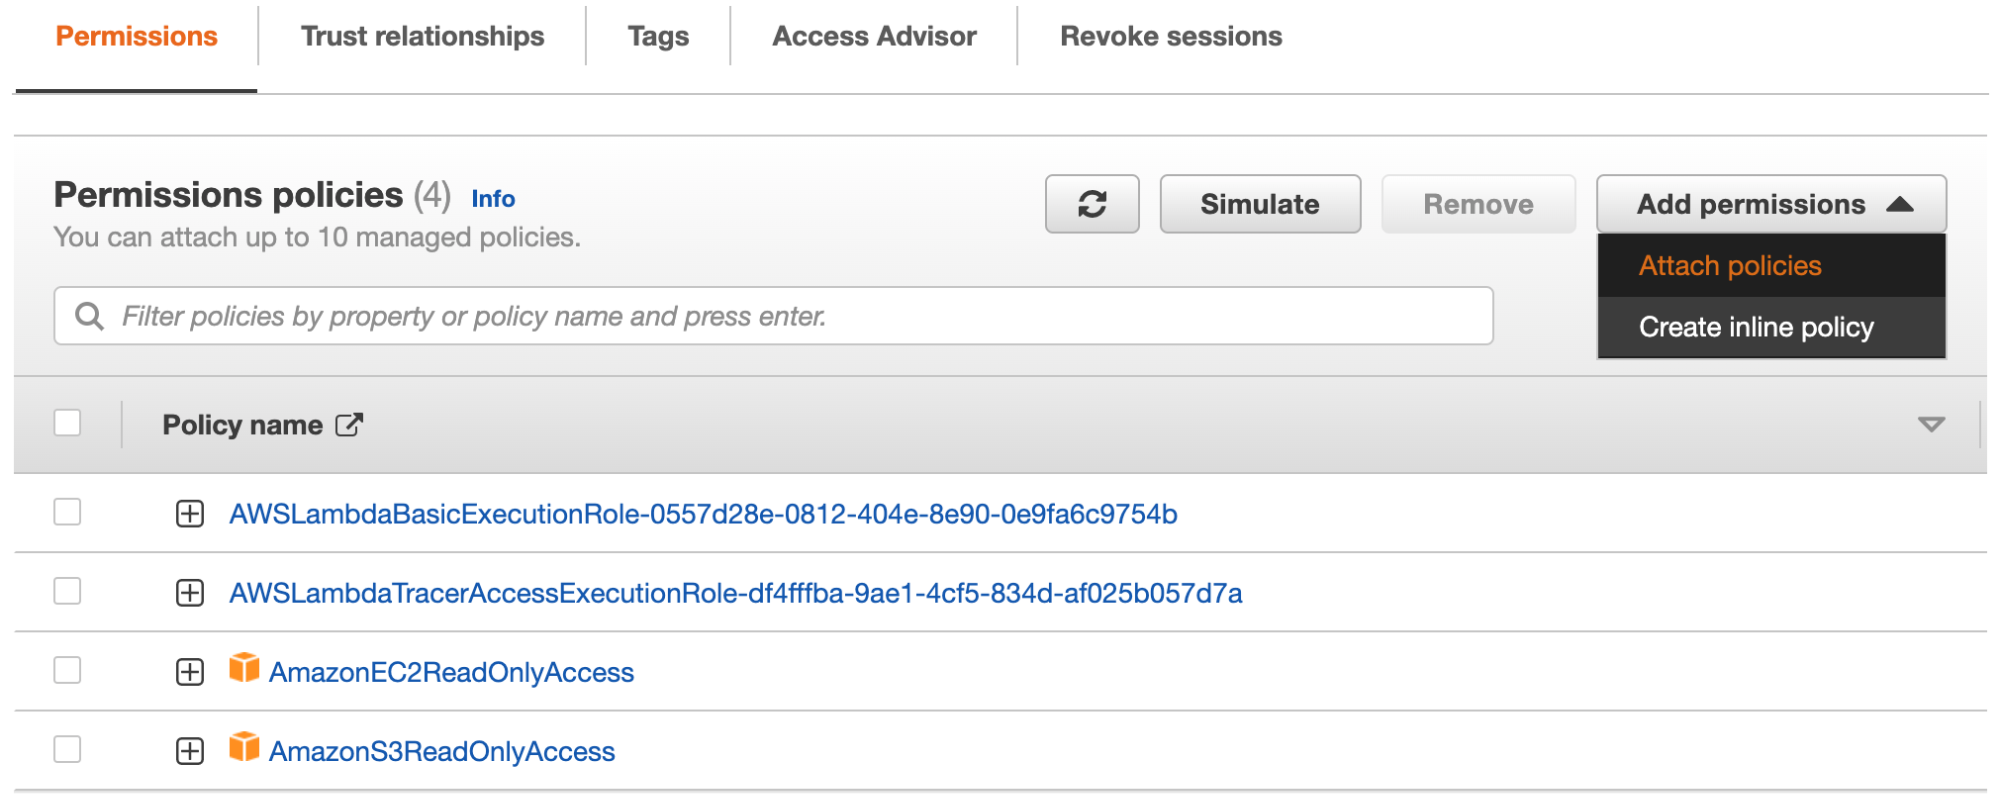 Permissions Trust relationships Tags Access Advisor Revoke sessions
Permissions policies (4) Info
Simulate Remove Add permissions
You can attach up to 10 managed policies.
Attach policies
Filter policies by property or policy name and press enter.
Create inline policy
Policy name
AWSLambdaBasicExecutionRole-0557d28e-0812-404e-8e90-0e9fa6c9754b
AWSLambdaTracerAccessExecutionRole-df4fffba-9ae1-4cf5-834d-af025b057d7a
AmazonEC2ReadOnlyAccess
AmazonS3ReadOnlyAccess